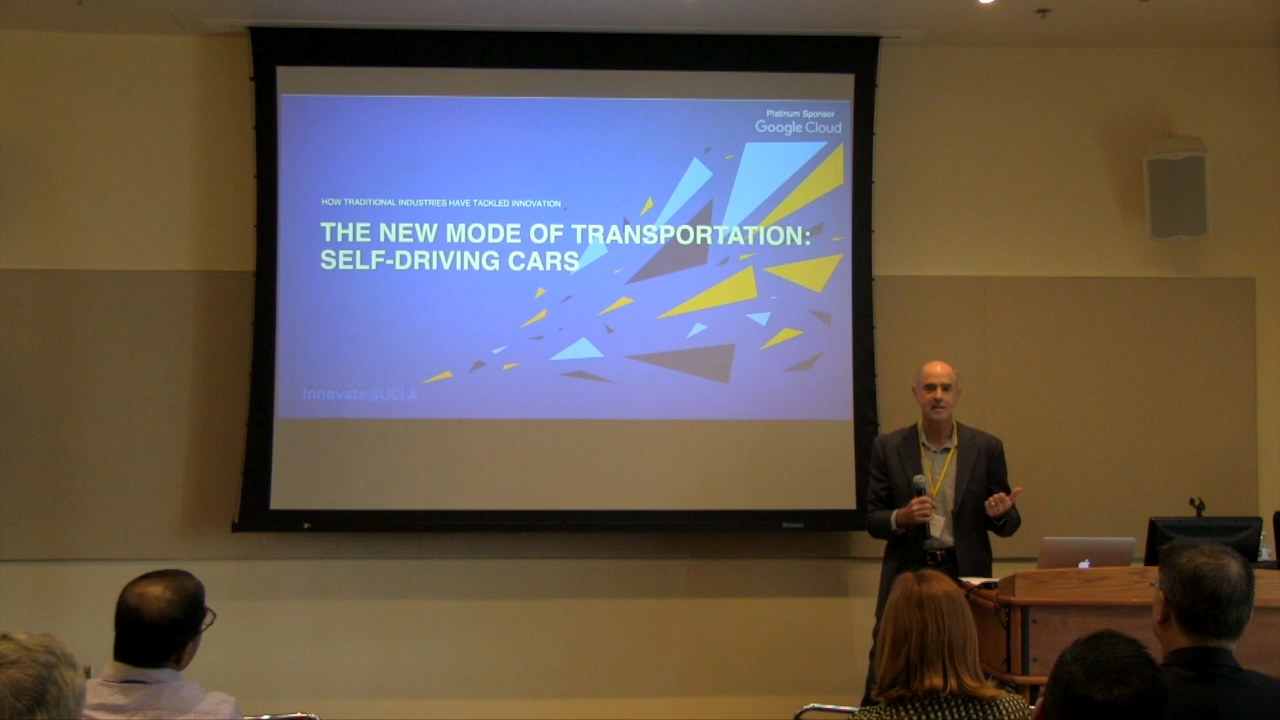 Platinum Sponsor
Google Cloud
HOW TRADITIONAL INDUSTRIES HAVE TACKLED INNOVATION
THE NEW MODE OF TRANSPORTATION:
SELF-DRIVING CARS
Innovate@UCLA